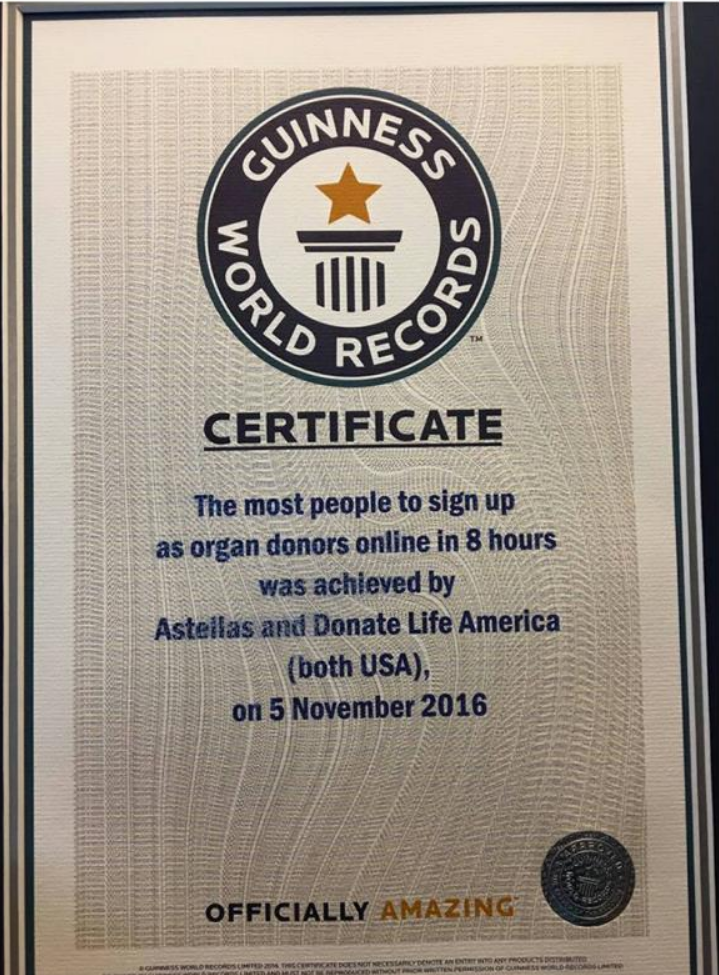 GUINNESS
WORLD RECORDS
TM
CERTIFICATE
The most people to sign up
as organ donors online in 8 hours
was achieved by
Astellas and Donate Life America
(both USA),
on 5 November 2016
OFFICIALLY AMAZING
© GUINNESS WORLD RECORDS LIMITED 2016. THIS CERTIFICATE DOES NOT NECESSARILY DENOTE AN ENTRY INTO ANY PRODUCTS DISTRIBUTED
AND MUST NOT BE REPRODUCED WITHOUT PRIOR WRITTEN PERMISSION OF GUINNESS WORLD RECORDS LIMITED